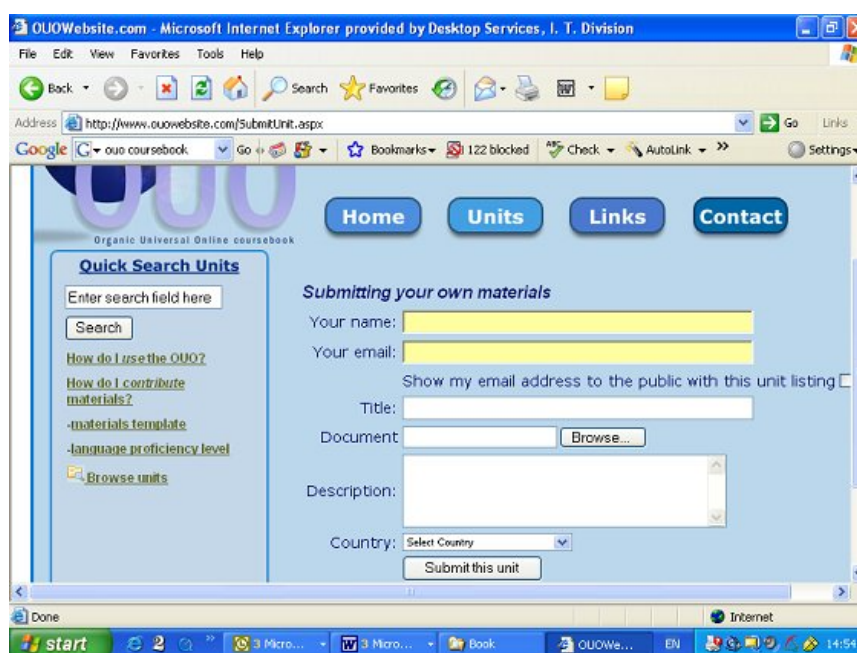 OUOWebsite.com - Microsoft Internet Explorer provided by Desktop Services, I. T. Division
File Edit View Favorites Tools Help
Back Search Favorites
Address http://www.ouowebsite.com/SubmitUnit.aspx Go Links
Google G ouo coursebook Go Bookmarks 122 blocked Check AutoLink » Settings
OUO
Organic Universal Online coursebook
Home Units Links Contact
Quick Search Units
Enter search field here
Search
How do I use the OUO?
How do I contribute
materials?
-materials template
-language proficiency level
Browse units
Submitting your own materials
Your name:
Your email:
Show my email address to the public with this unit listing
Title:
Document Browse...
Description:
Country: Select Country
Submit this unit
Done Internet
start 3 Micro... 3 Micro... Book OUOWe... EN 14:54